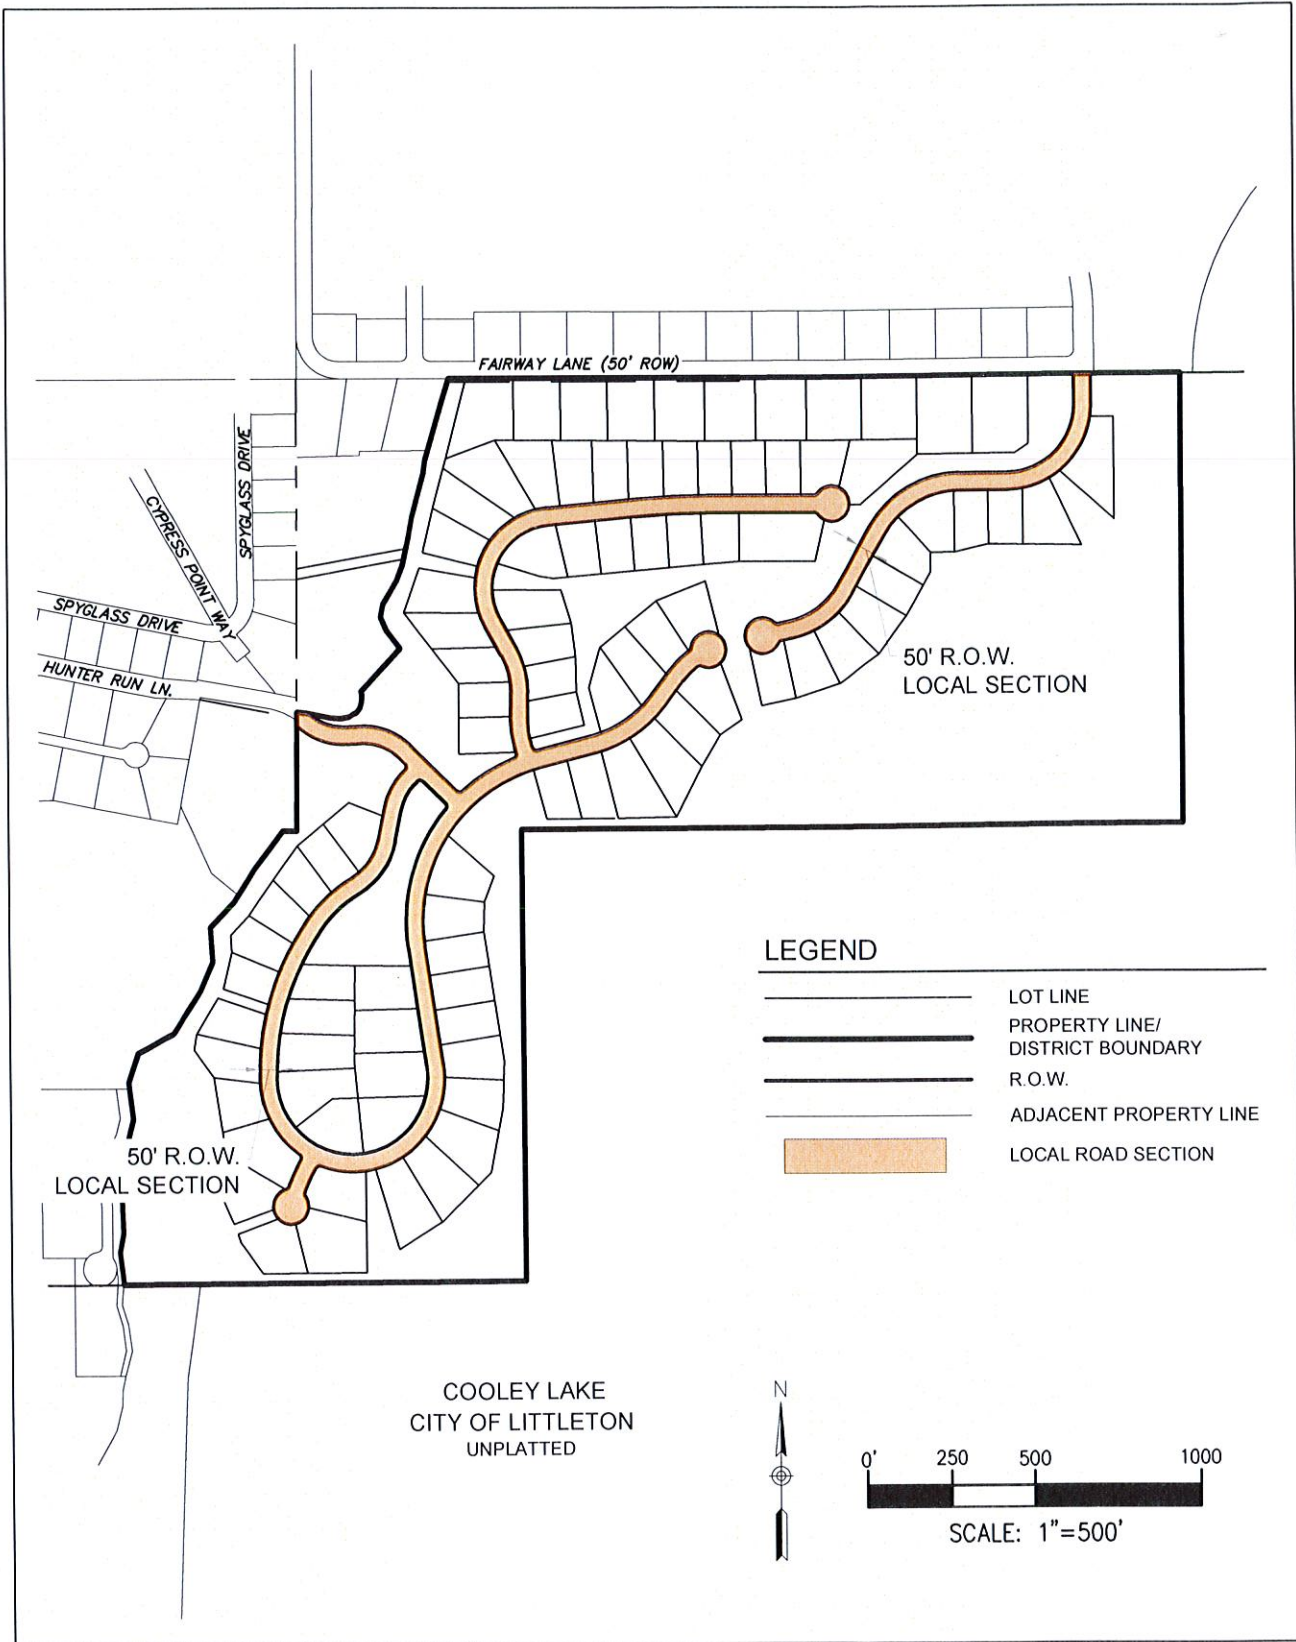 FAIRWAY LANE (50' ROW)
SPYGLASS DRIVE
CYPRESS POINT WAY
SPYGLASS DRIVE
HUNTER RUN LN.
50' R.O.W.
LOCAL SECTION
LEGEND
LOT LINE
PROPERTY LINE/
DISTRICT BOUNDARY
R.O.W.
ADJACENT PROPERTY LINE
LOCAL ROAD SECTION
50' R.O.W.
LOCAL SECTION
COOLEY LAKE
CITY OF LITTLETON
UNPLATTED
N
0' 250 500 1000
SCALE: 1"=500'